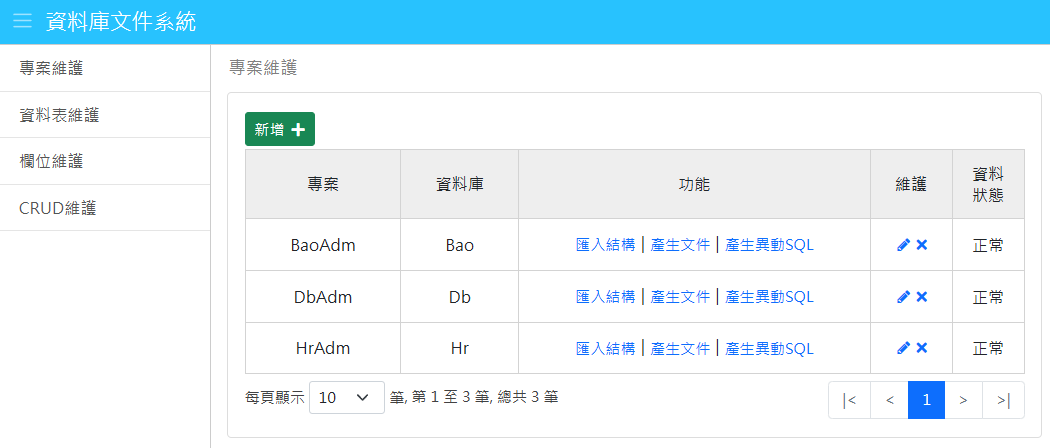 資料庫文件系統
專案維護
資料表維護
欄位維護
CRUD維護
專案維護
新增
專案 資料庫 功能 維護 資料狀態
BaoAdm Bao 匯入結構 | 產生文件 | 產生異動SQL 正常
DbAdm Db 匯入結構 | 產生文件 | 產生異動SQL 正常
HrAdm Hr 匯入結構 | 產生文件 | 產生異動SQL 正常
每頁顯示 10 筆, 第 1 至 3 筆, 總共 3 筆 |< < 1 > >|